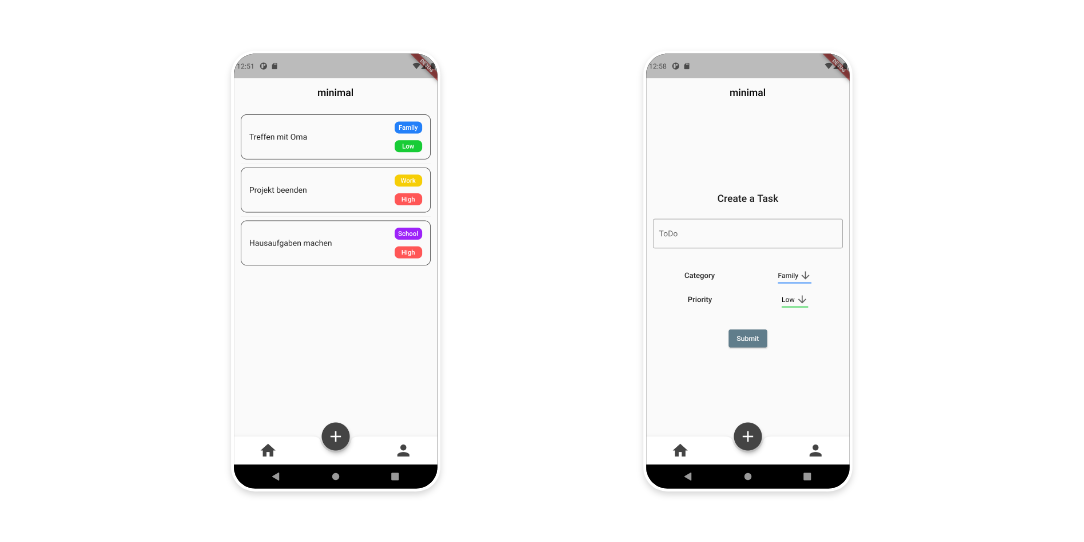 12:51
minimal
Treffen mit Oma
Family
Low
Projekt beenden
Work
High
Hausaufgaben machen
School
High
12:58
minimal
Create a Task
ToDo
Category
Family
Priority
Low
Submit